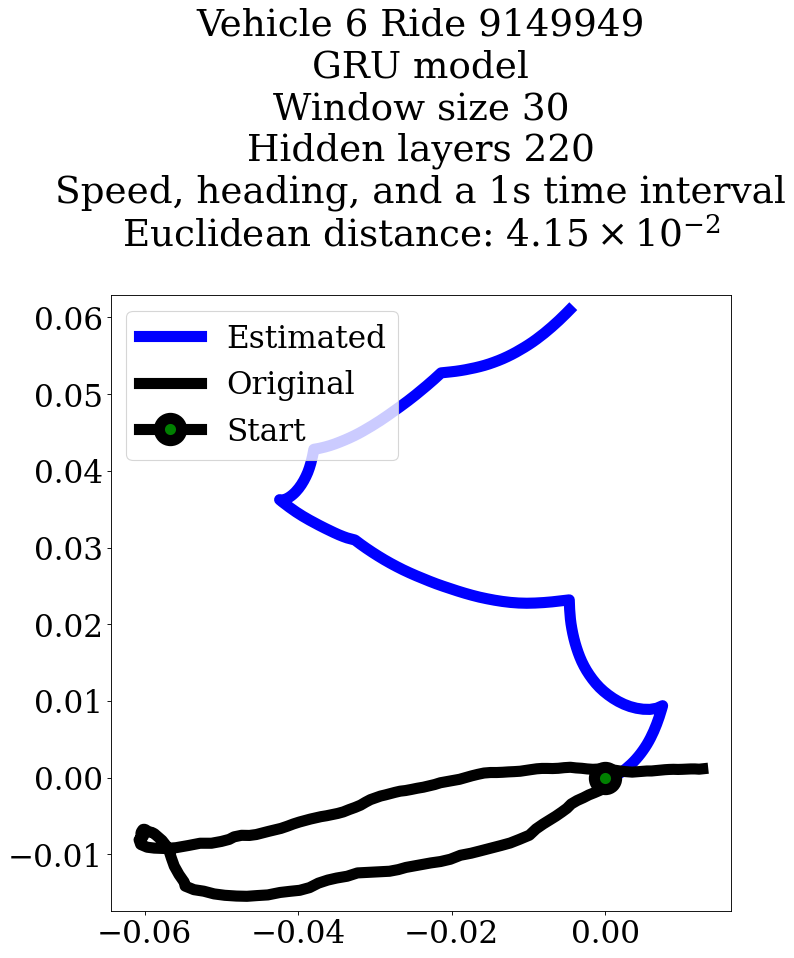 Vehicle 6 Ride 9149949
GRU model
Window size 30
Hidden layers 220
Speed, heading, and a 1s time interval
Euclidean distance: 4.15 × 10⁻²
Estimated
Original
Start
0.06
0.05
0.04
0.03
0.02
0.01
0.00
−0.01
−0.06 −0.04 −0.02 0.00